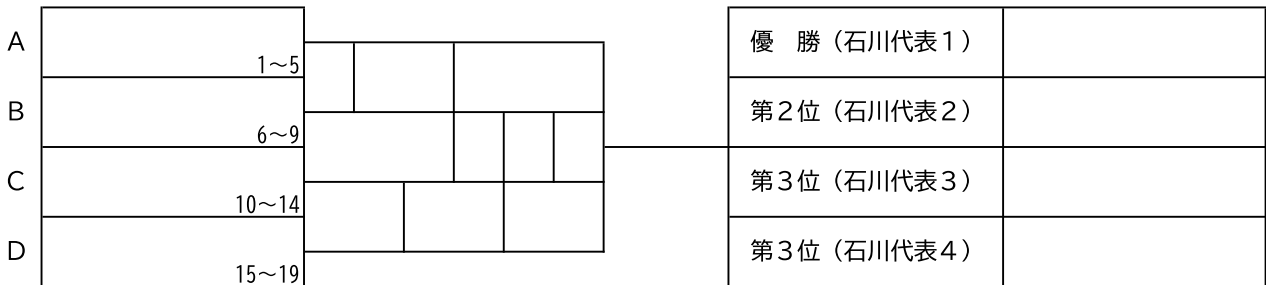 A
1～5
B
6～9
C
10～14
D
15～19
優　勝（石川代表１）
第２位（石川代表２）
第３位（石川代表３）
第３位（石川代表４）